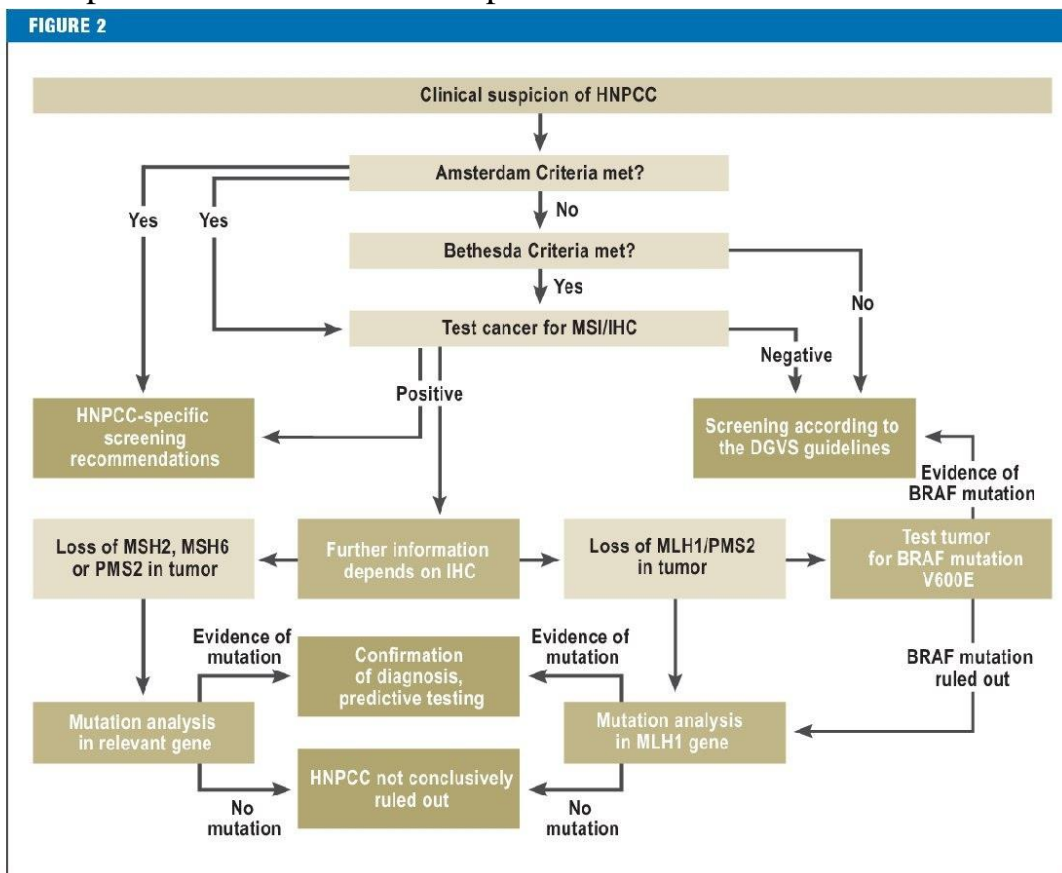 FIGURE 2
Clinical suspicion of HNPCC
Amsterdam Criteria met?
Yes
Yes
No
Bethesda Criteria met?
Yes
No
Test cancer for MSI/IHC
Negative
Positive
HNPCC-specific
screening
recommendations
Screening according to
the DGVS guidelines
Evidence of
BRAF mutation
Loss of MSH2, MSH6
or PMS2 in tumor
Further information
depends on IHC
Loss of MLH1/PMS2
in tumor
Test tumor
for BRAF mutation
V600E
Evidence of
mutation
Confirmation
of diagnosis,
predictive testing
Evidence of
mutation
BRAF mutation
ruled out
Mutation analysis
in relevant gene
Mutation analysis
in MLH1 gene
HNPCC not conclusively
ruled out
No
mutation
No
mutation